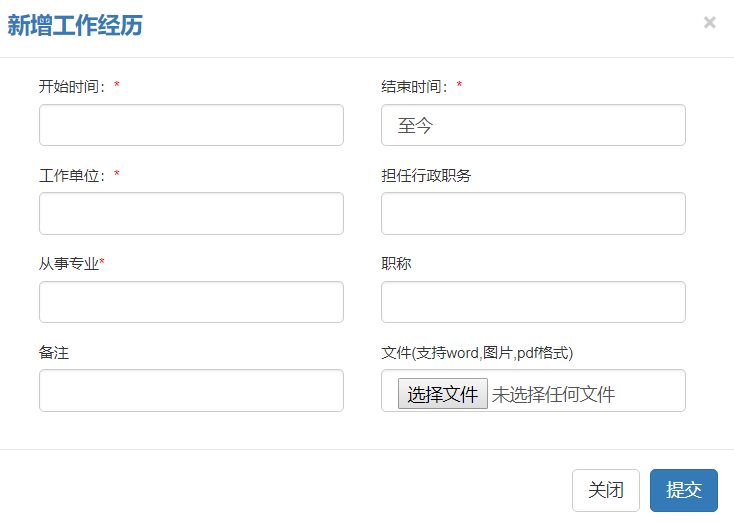 新增工作经历
×
开始时间：*
结束时间：*
至今
工作单位：*
担任行政职务
从事专业*
职称
备注
文件(支持word,图片,pdf格式)
选择文件 未选择任何文件
关闭
提交